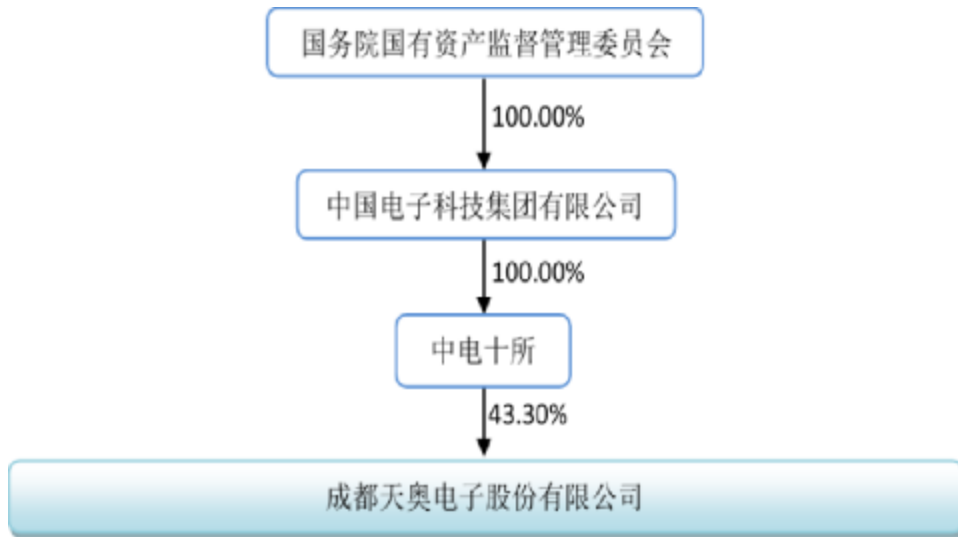 国务院国有资产监督管理委员会
100.00%
中国电子科技集团有限公司
100.00%
中电十所
43.30%
成都天奥电子股份有限公司